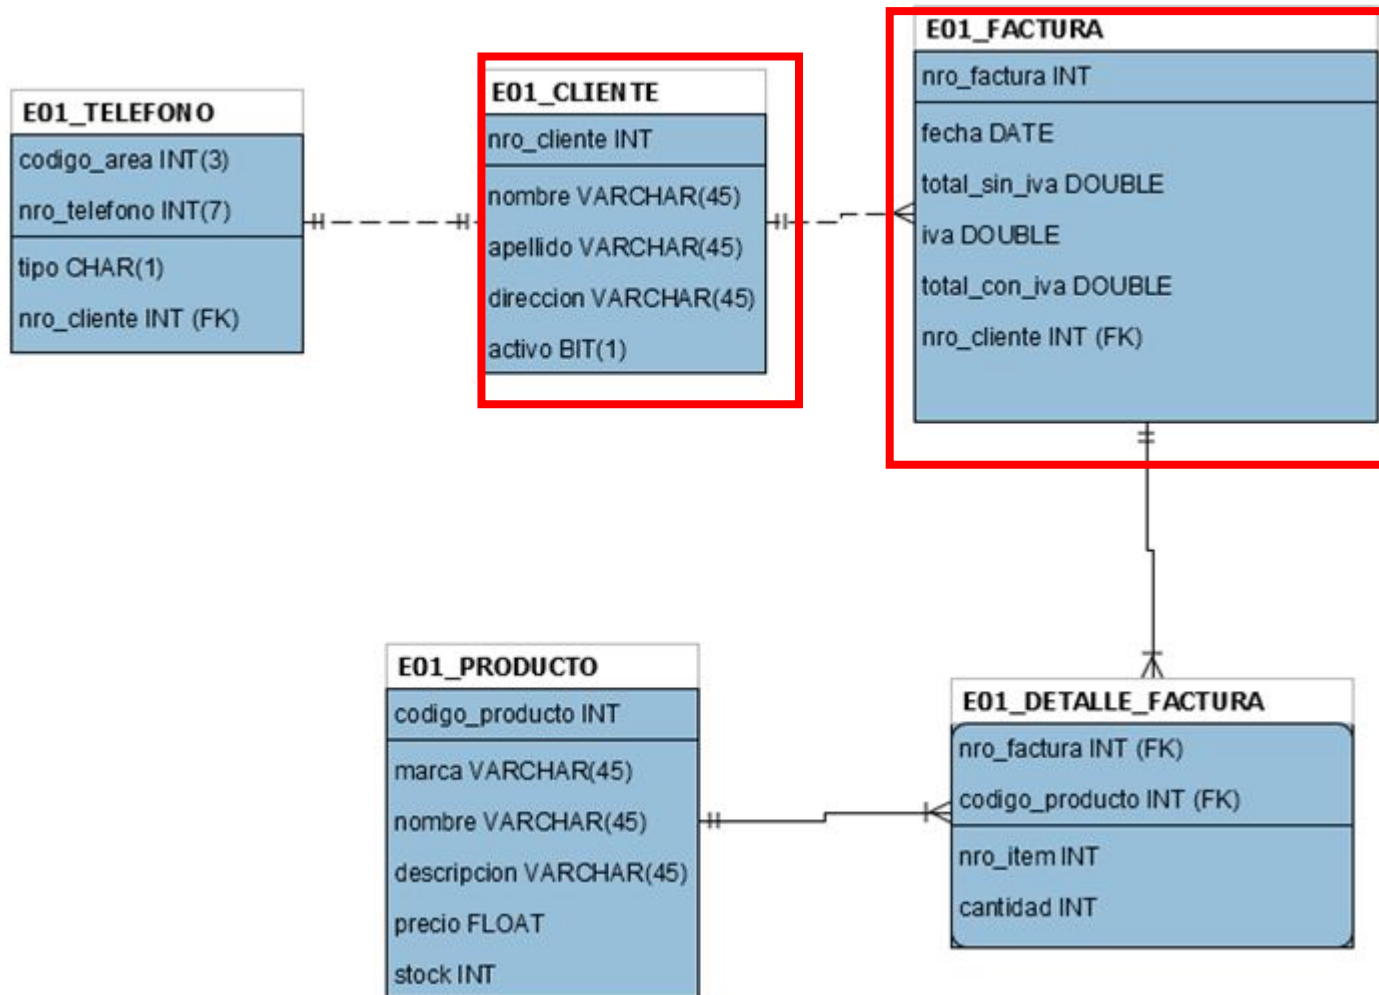 E01_TELEFONO
codigo_area INT(3)
nro_telefono INT(7)
tipo CHAR(1)
nro_cliente INT (FK)
E01_CLIENTE
nro_cliente INT
nombre VARCHAR(45)
apellido VARCHAR(45)
direccion VARCHAR(45)
activo BIT(1)
E01_FACTURA
nro_factura INT
fecha DATE
total_sin_iva DOUBLE
iva DOUBLE
total_con_iva DOUBLE
nro_cliente INT (FK)
E01_PRODUCTO
codigo_producto INT
marca VARCHAR(45)
nombre VARCHAR(45)
descripcion VARCHAR(45)
precio FLOAT
stock INT
E01_DETALLE_FACTURA
nro_factura INT (FK)
codigo_producto INT (FK)
nro_item INT
cantidad INT